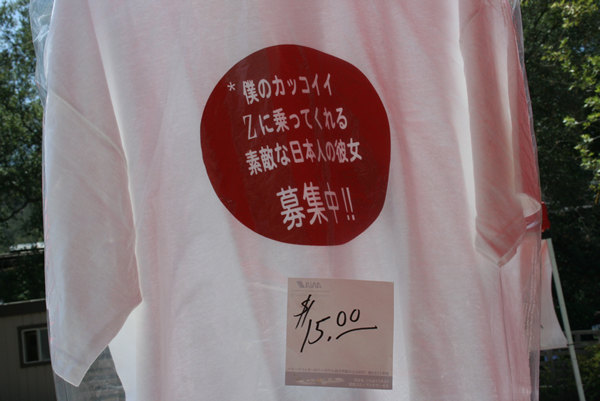 * 僕のカッコイイ
Zに乗ってくれる
素敵な日本人の彼女
募集中!!
$15.00